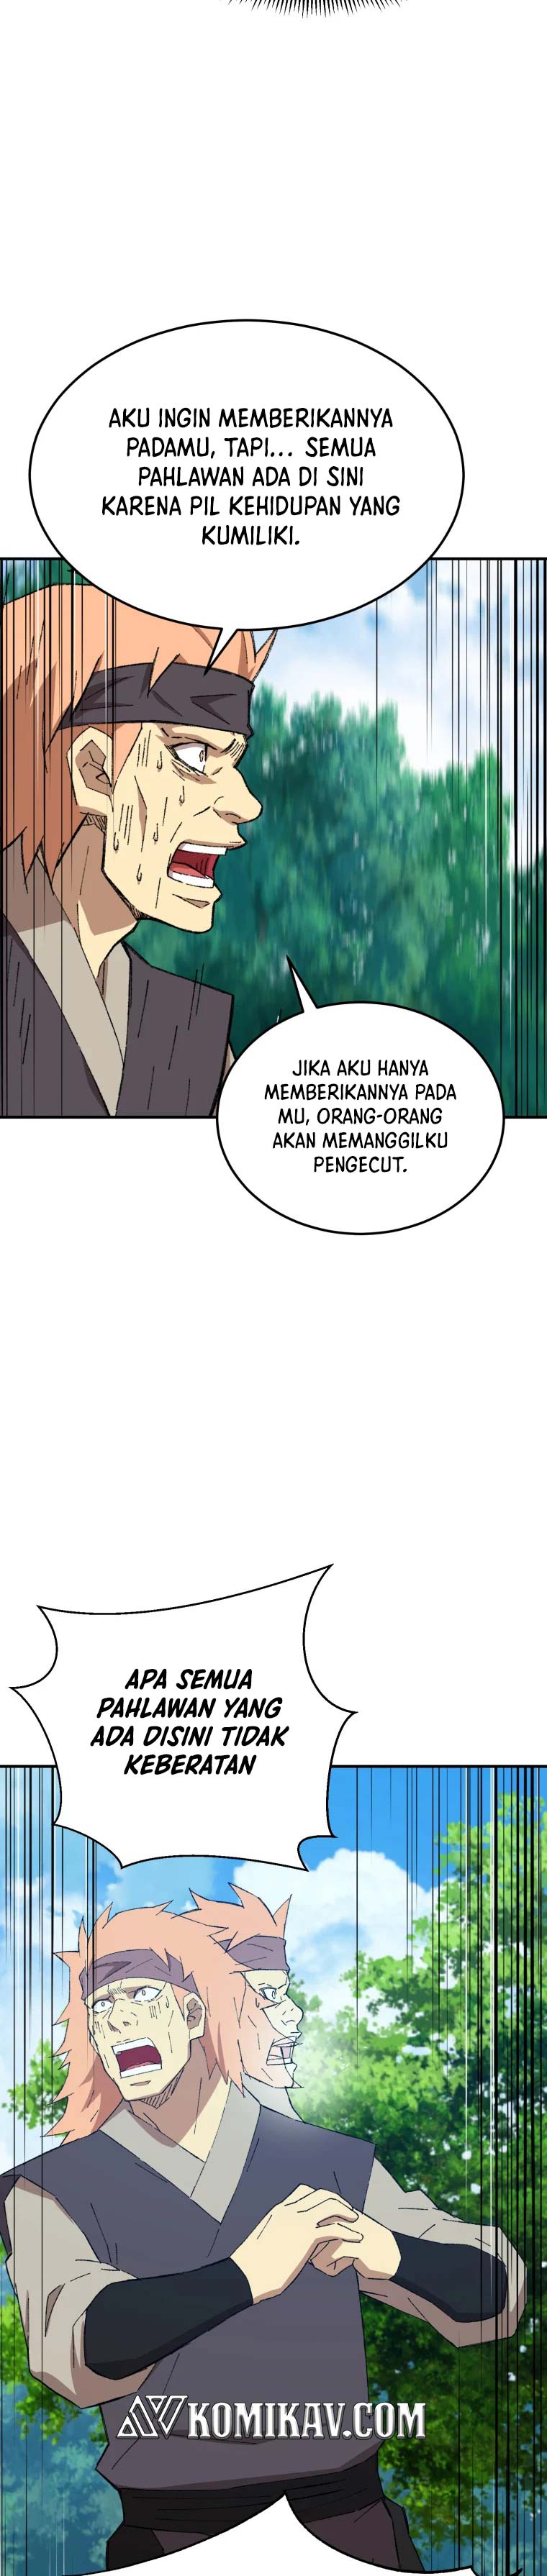 AKU INGIN MEMBERIKANNYA
PADAMU, TAPI... SEMUA
PAHLAWAN ADA DI SINI
KARENA PIL KEHIDUPAN YANG
KUMILIKI.
JIKA AKU HANYA
MEMBERIKANNYA PADA
MU, ORANG-ORANG
AKAN MEMANGGILKU
PENGECUT.
APA SEMUA
PAHLAWAN YANG
ADA DISINI TIDAK
KEBERATAN
KOMIKAV.COM